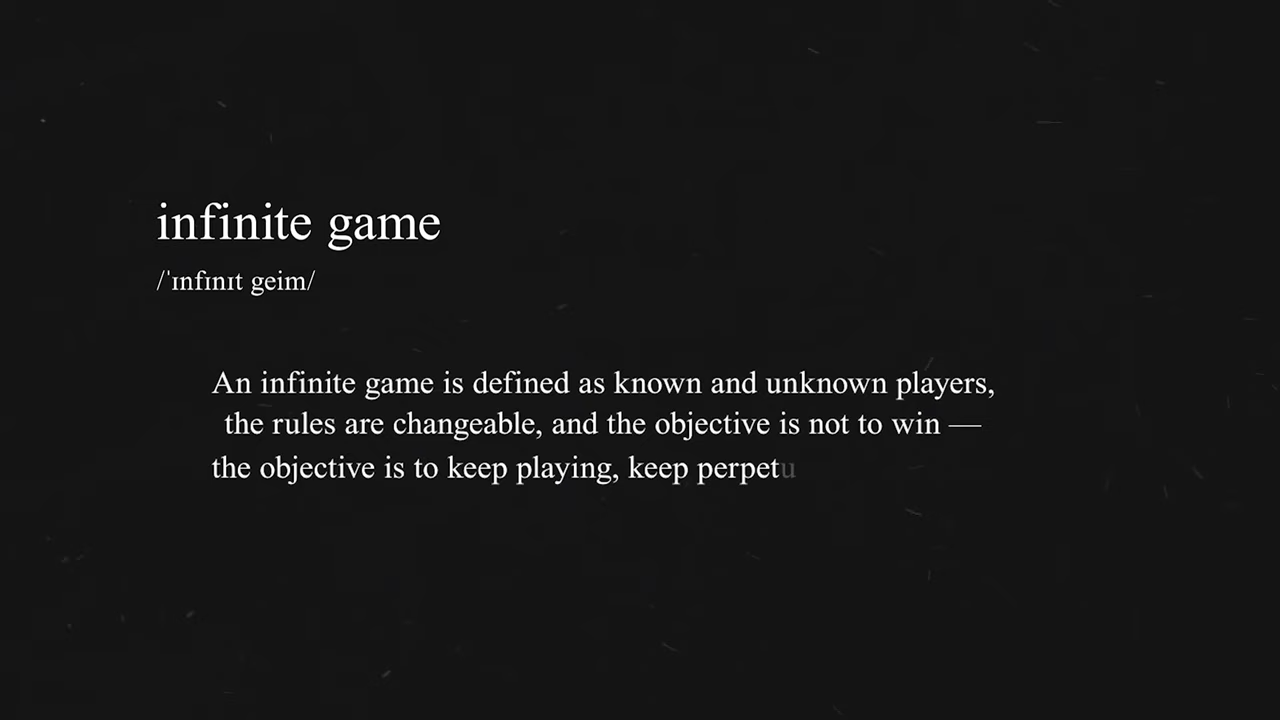 infinite game
/ˈɪnfɪnɪt geim/
An infinite game is defined as known and unknown players,
the rules are changeable, and the objective is not to win —
the objective is to keep playing, keep perpetu